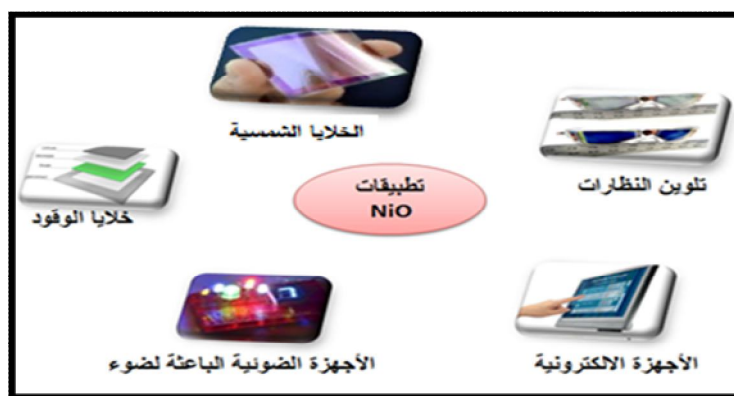 الخلايا الشمسية
تلوين النظارات
خلايا الوقود
تطبيقات
NiO
الأجهزة الضوئية الباعثة لضوء
الأجهزة الالكترونية